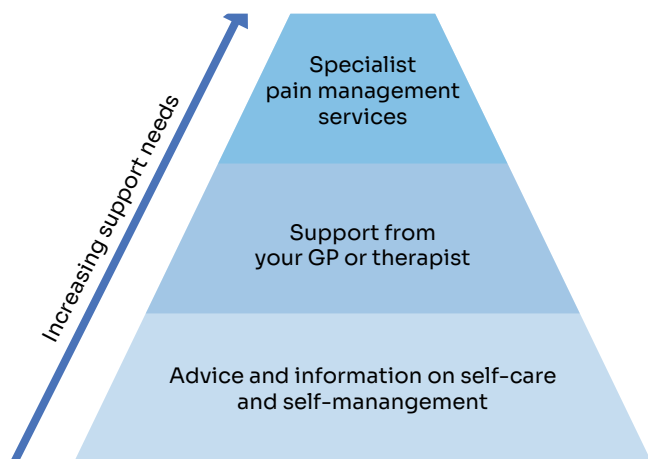 Increasing support needs
Specialist
pain management
services
Support from
your GP or therapist
Advice and information on self-care
and self-manangement